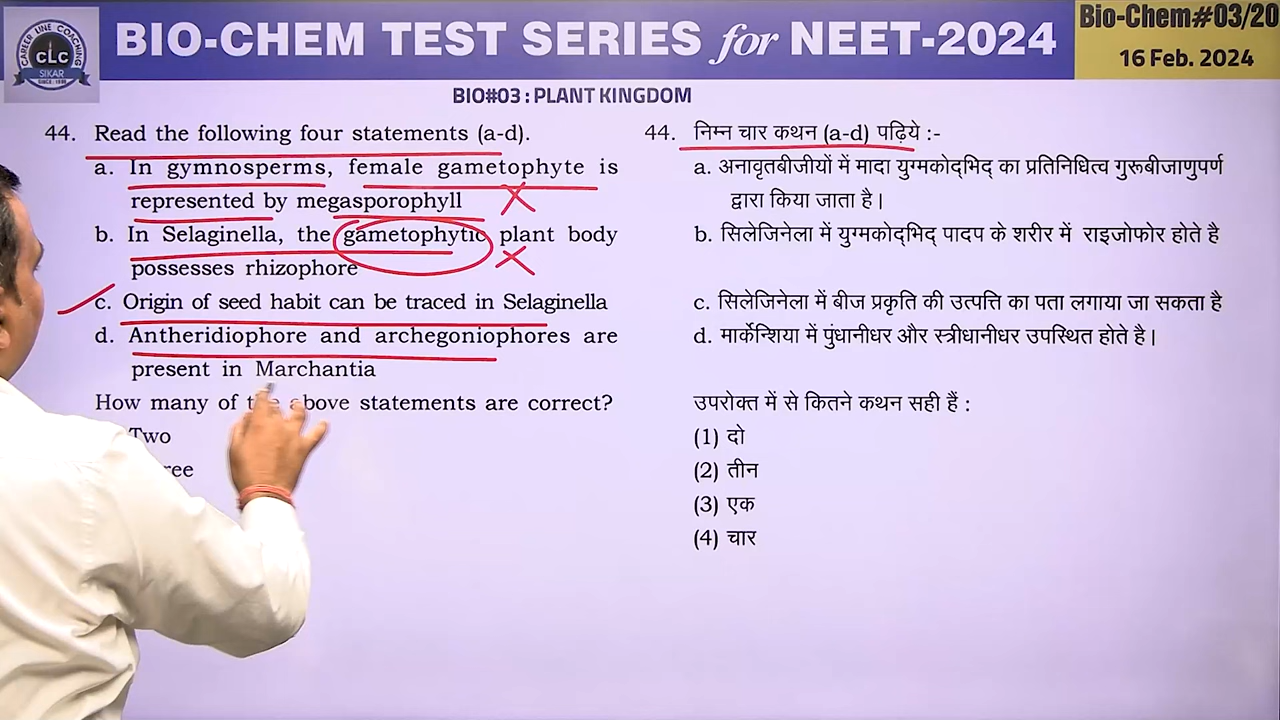 CAREER LINE COACHING
CLC
SIKAR
SINCE : 1996
BIO-CHEM TEST SERIES for NEET-2024
Bio-Chem#03/20
16 Feb. 2024
BIO#03 : PLANT KINGDOM
44. Read the following four statements (a-d).
a. In gymnosperms, female gametophyte is
represented by megasporophyll
b. In Selaginella, the gametophytic plant body
possesses rhizophore
c. Origin of seed habit can be traced in Selaginella
d. Antheridiophore and archegoniophores are
present in Marchantia
How many of the above statements are correct?
Two
ree
44. निम्न चार कथन (a-d) पढ़िये :-
a. अनावृतबीजीयों में मादा युग्मकोद्भिद् का प्रतिनिधित्व गुरूबीजाणुपर्ण
द्वारा किया जाता है।
b. सिलेजिनेला में युग्मकोद्भिद् पादप के शरीर में राइजोफोर होते है
c. सिलेजिनेला में बीज प्रकृति की उत्पत्ति का पता लगाया जा सकता है
d. मार्केन्शिया में पुंधानीधर और स्त्रीधानीधर उपस्थित होते है।
उपरोक्त में से कितने कथन सही हैं :
(1) दो
(2) तीन
(3) एक
(4) चार